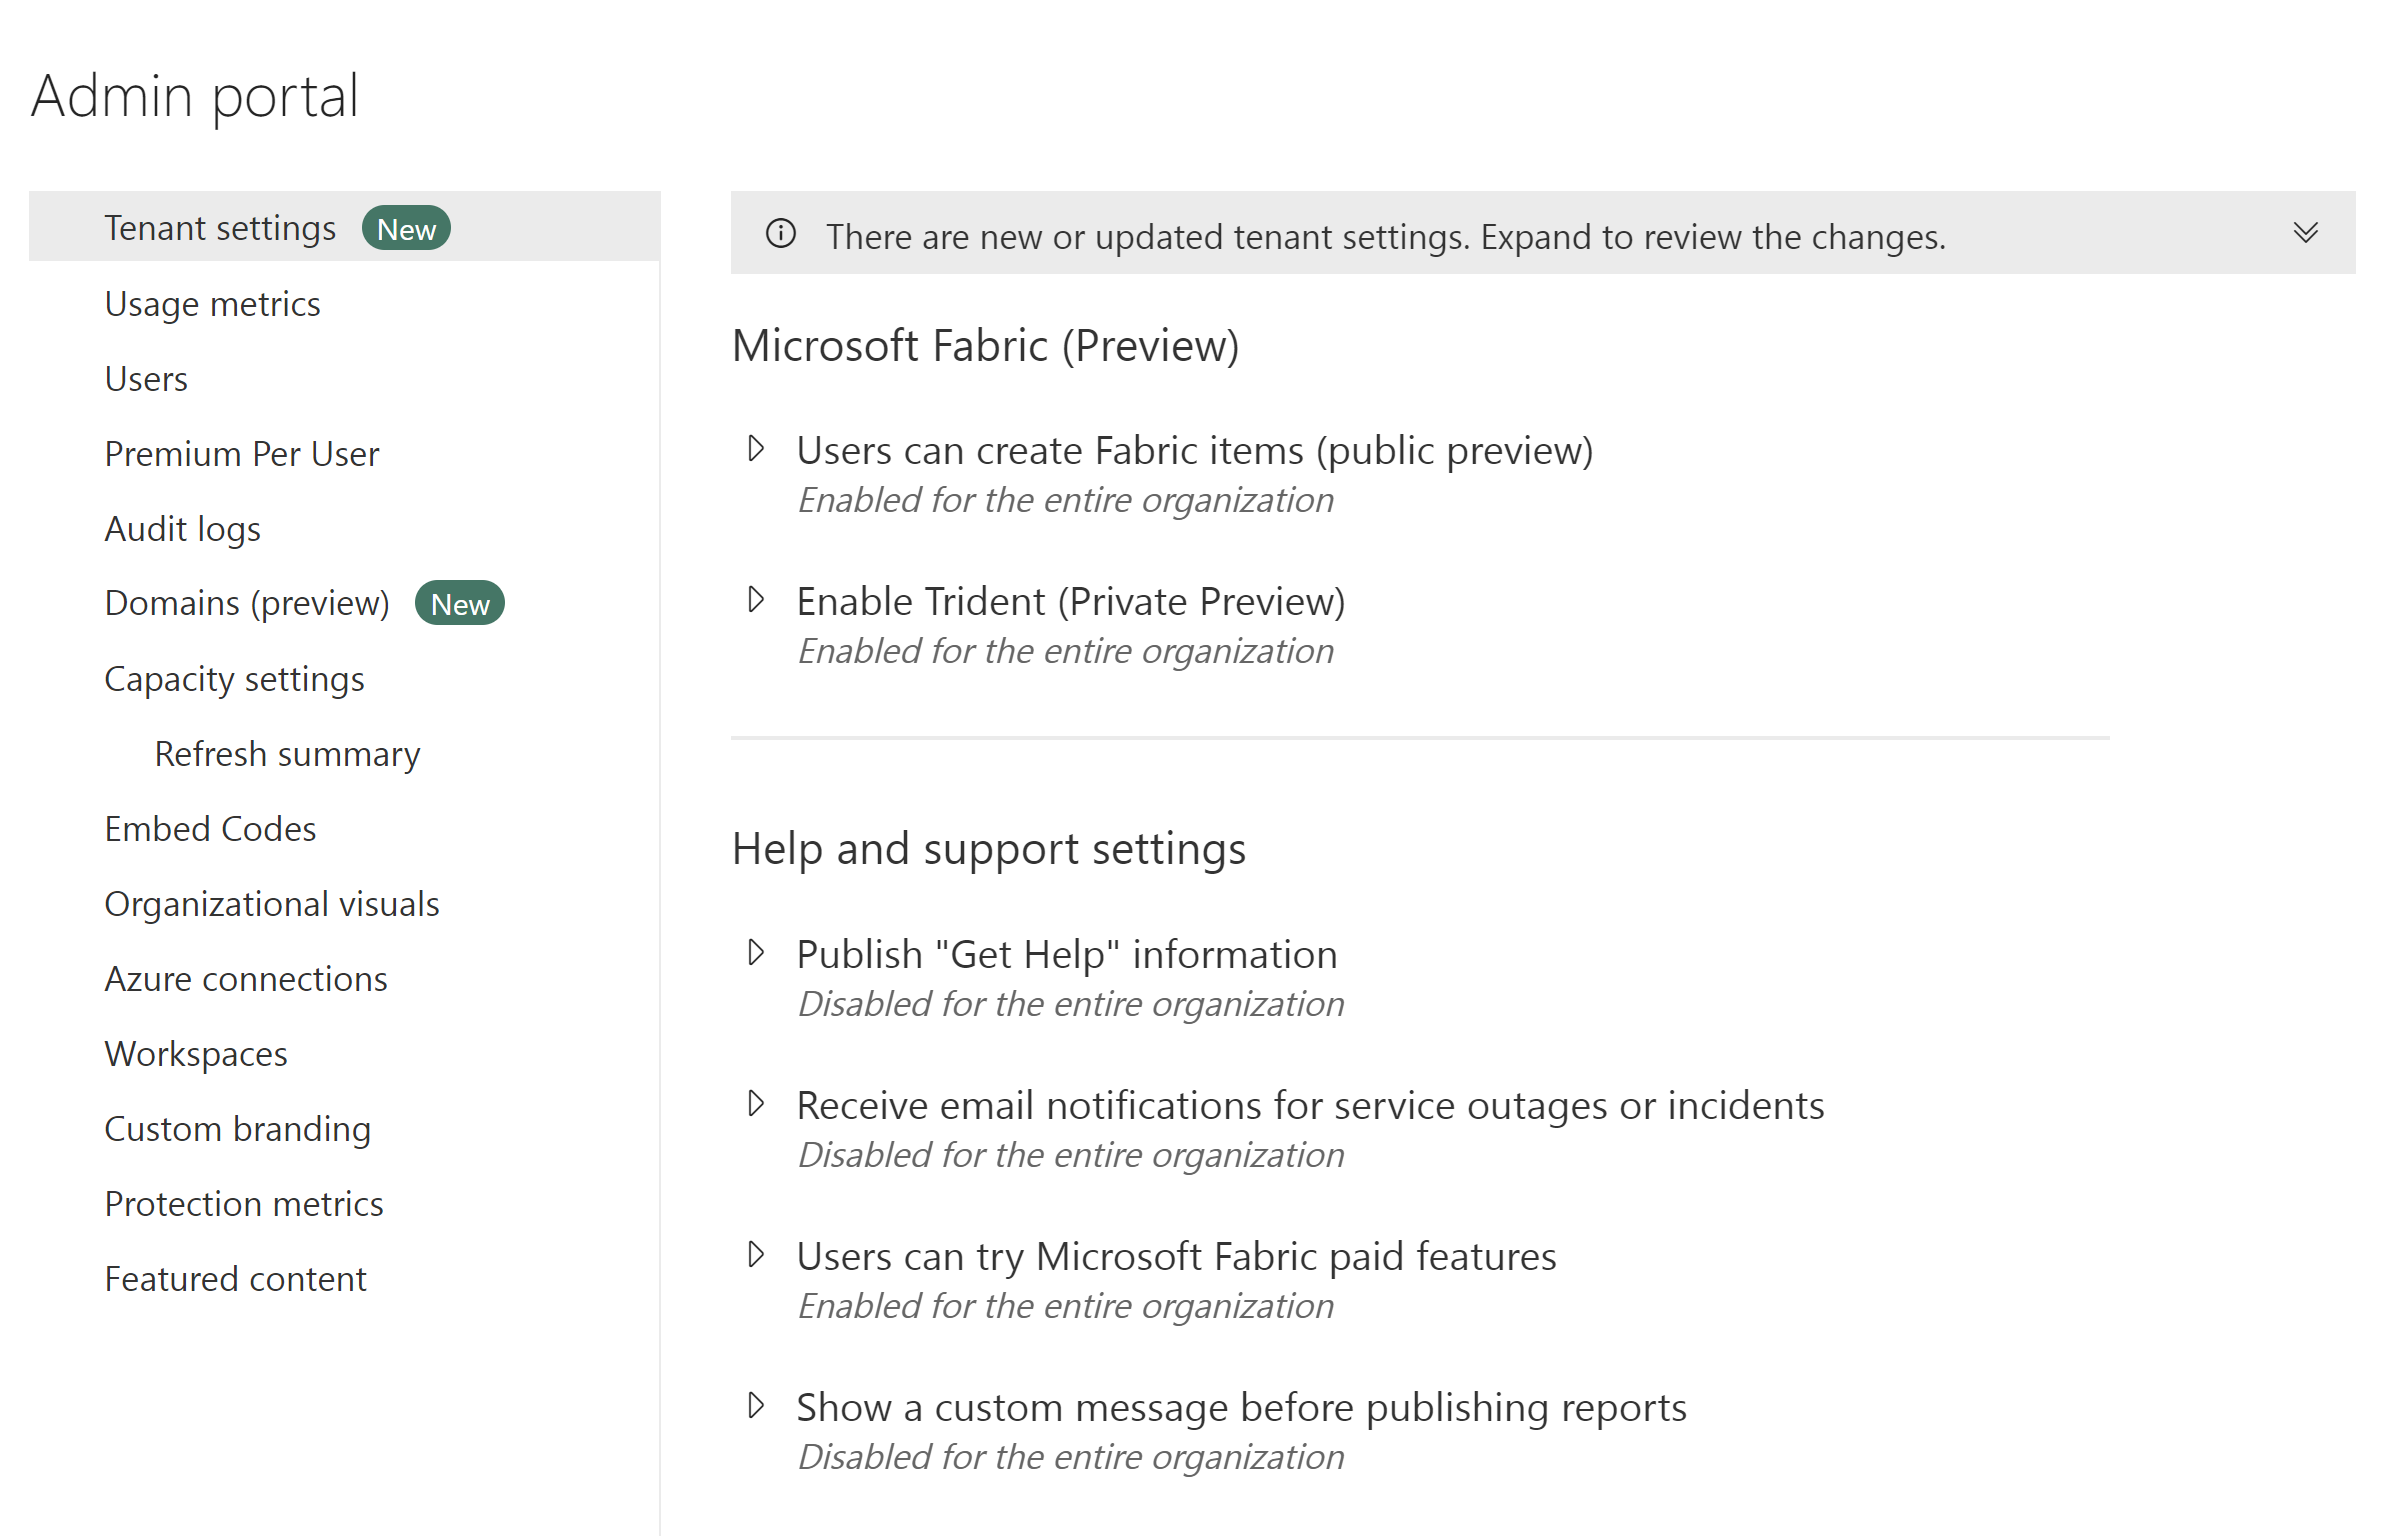 Admin portal
Tenant settings New
Usage metrics
Users
Premium Per User
Audit logs
Domains (preview) New
Capacity settings
Refresh summary
Embed Codes
Organizational visuals
Azure connections
Workspaces
Custom branding
Protection metrics
Featured content
There are new or updated tenant settings. Expand to review the changes.
Microsoft Fabric (Preview)
Users can create Fabric items (public preview)
Enabled for the entire organization
Enable Trident (Private Preview)
Enabled for the entire organization
Help and support settings
Publish "Get Help" information
Disabled for the entire organization
Receive email notifications for service outages or incidents
Disabled for the entire organization
Users can try Microsoft Fabric paid features
Enabled for the entire organization
Show a custom message before publishing reports
Disabled for the entire organization